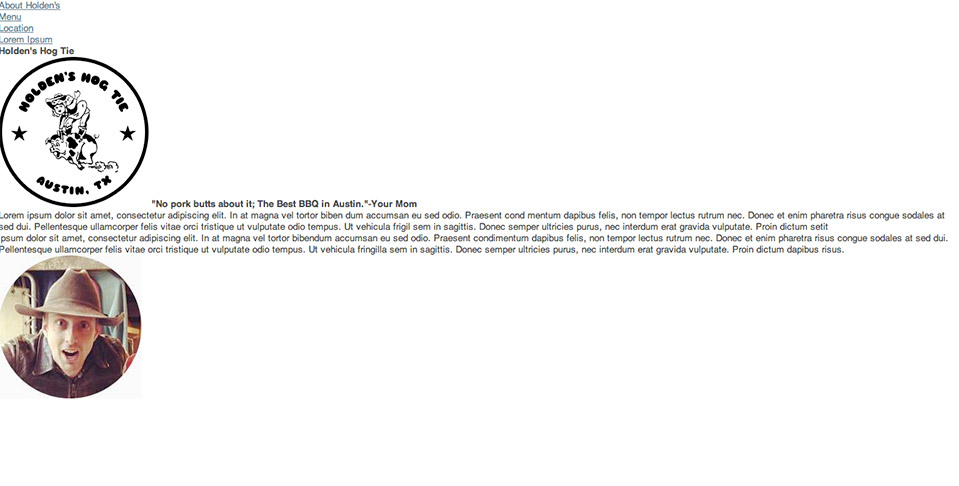 About Holden's
Menu
Location
Lorem Ipsum
Holden's Hog Tie
HOLDEN'S HOG TIE
AUSTIN, TX
"No pork butts about it; The Best BBQ in Austin."-Your Mom
Lorem ipsum dolor sit amet, consectetur adipiscing elit. In at magna vel tortor biben dum accumsan eu sed odio. Praesent cond mentum dapibus felis, non tempor lectus rutrum nec. Donec et enim pharetra risus congue sodales at
sed dui. Pellentesque ullamcorper felis vitae orci tristique ut vulputate odio tempus. Ut vehicula frigil sem in sagittis. Donec semper ultricies purus, nec interdum erat gravida vulputate. Proin dictum setit
Ipsum dolor sit amet, consectetur adipiscing elit. In at magna vel tortor bibendum accumsan eu sed odio. Praesent condimentum dapibus felis, non tempor lectus rutrum nec. Donec et enim pharetra risus congue sodales at sed dui.
Pellentesque ullamcorper felis vitae orci tristique ut vulputate odio tempus. Ut vehicula fringilla sem in sagittis. Donec semper ultricies purus, nec interdum erat gravida vulputate. Proin dictum dapibus risus.